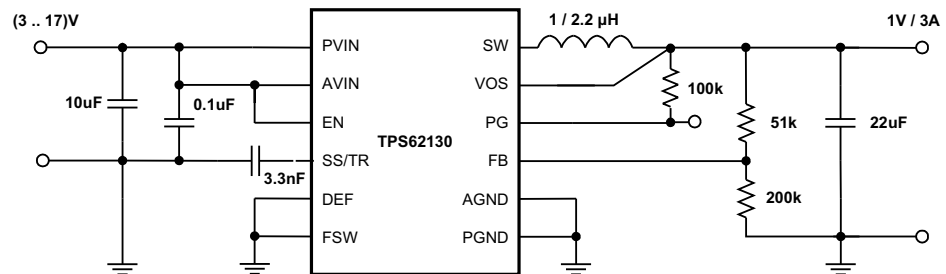 (3 .. 17)V
1 / 2.2 µH
1V / 3A
PVIN
SW
AVIN
VOS
10uF
0.1uF
100k
EN
PG
51k
22uF
TPS62130
SS/TR
FB
3.3nF
DEF
AGND
200k
FSW
PGND